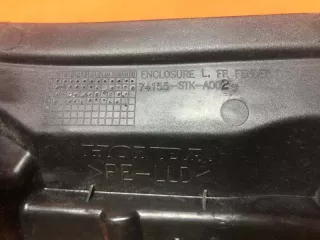 ENCLOSURE L, FR FENDER
74155-STK-A002
HONDA
>PE-LLD<